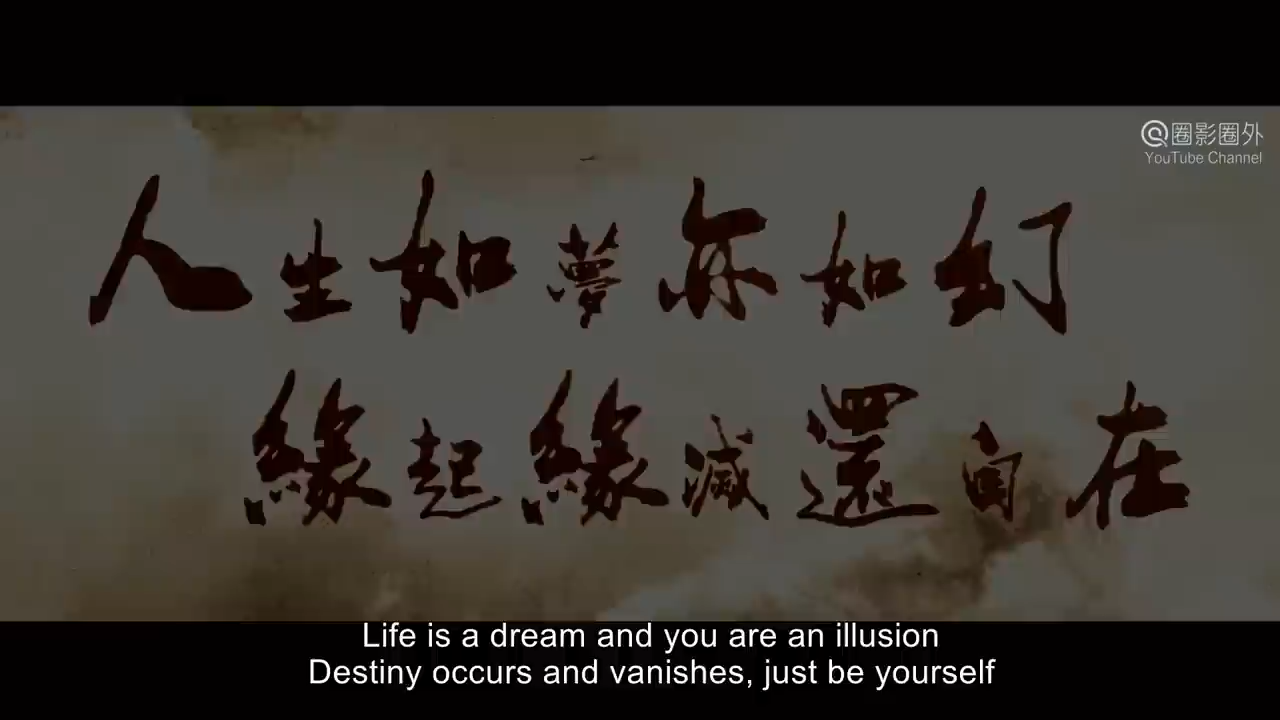 圈影圈外
YouTube Channel
人生如夢亦如幻
緣起緣滅還自在
Life is a dream and you are an illusion
Destiny occurs and vanishes, just be yourself